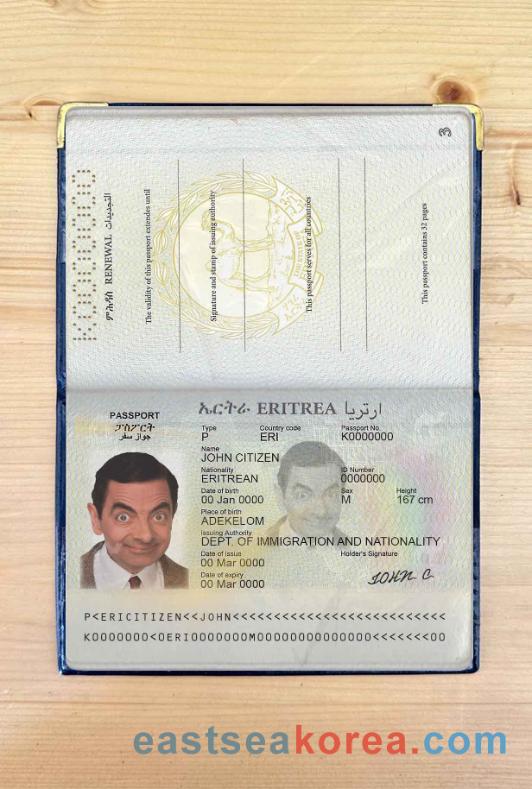 3
K0000000
ምሕዳስ RENEWAL التجديدات
The validity of this passport extendes until
Signature and stamp of issuing authority
This passport serves for all countries
This passport contains 32 pages
ኤርትራ ERITREA ارتريا
PASSPORT
ፓስፖርት
جواز سفر
Type Country code Passport No.
P ERI K0000000
Name
JOHN CITIZEN
Nationality ID Number
ERITREAN 0000000
Date of birth Sex Height
00 Jan 0000 M 167 cm
Place of birth
ADEKELOM
Issuing Authority
DEPT. OF IMMIGRATION AND NATIONALITY
Date of issue Holder's Signature
00 Mar 0000
Date of expiry
00 Mar 0000
JOHN C
P<ERICITIZEN<<JOHN<<<<<<<<<<<<<<<<<<<<<<<<<<
K0000000<0ERI0000000M00000000000000<<<<<<<00
eastseakorea.com